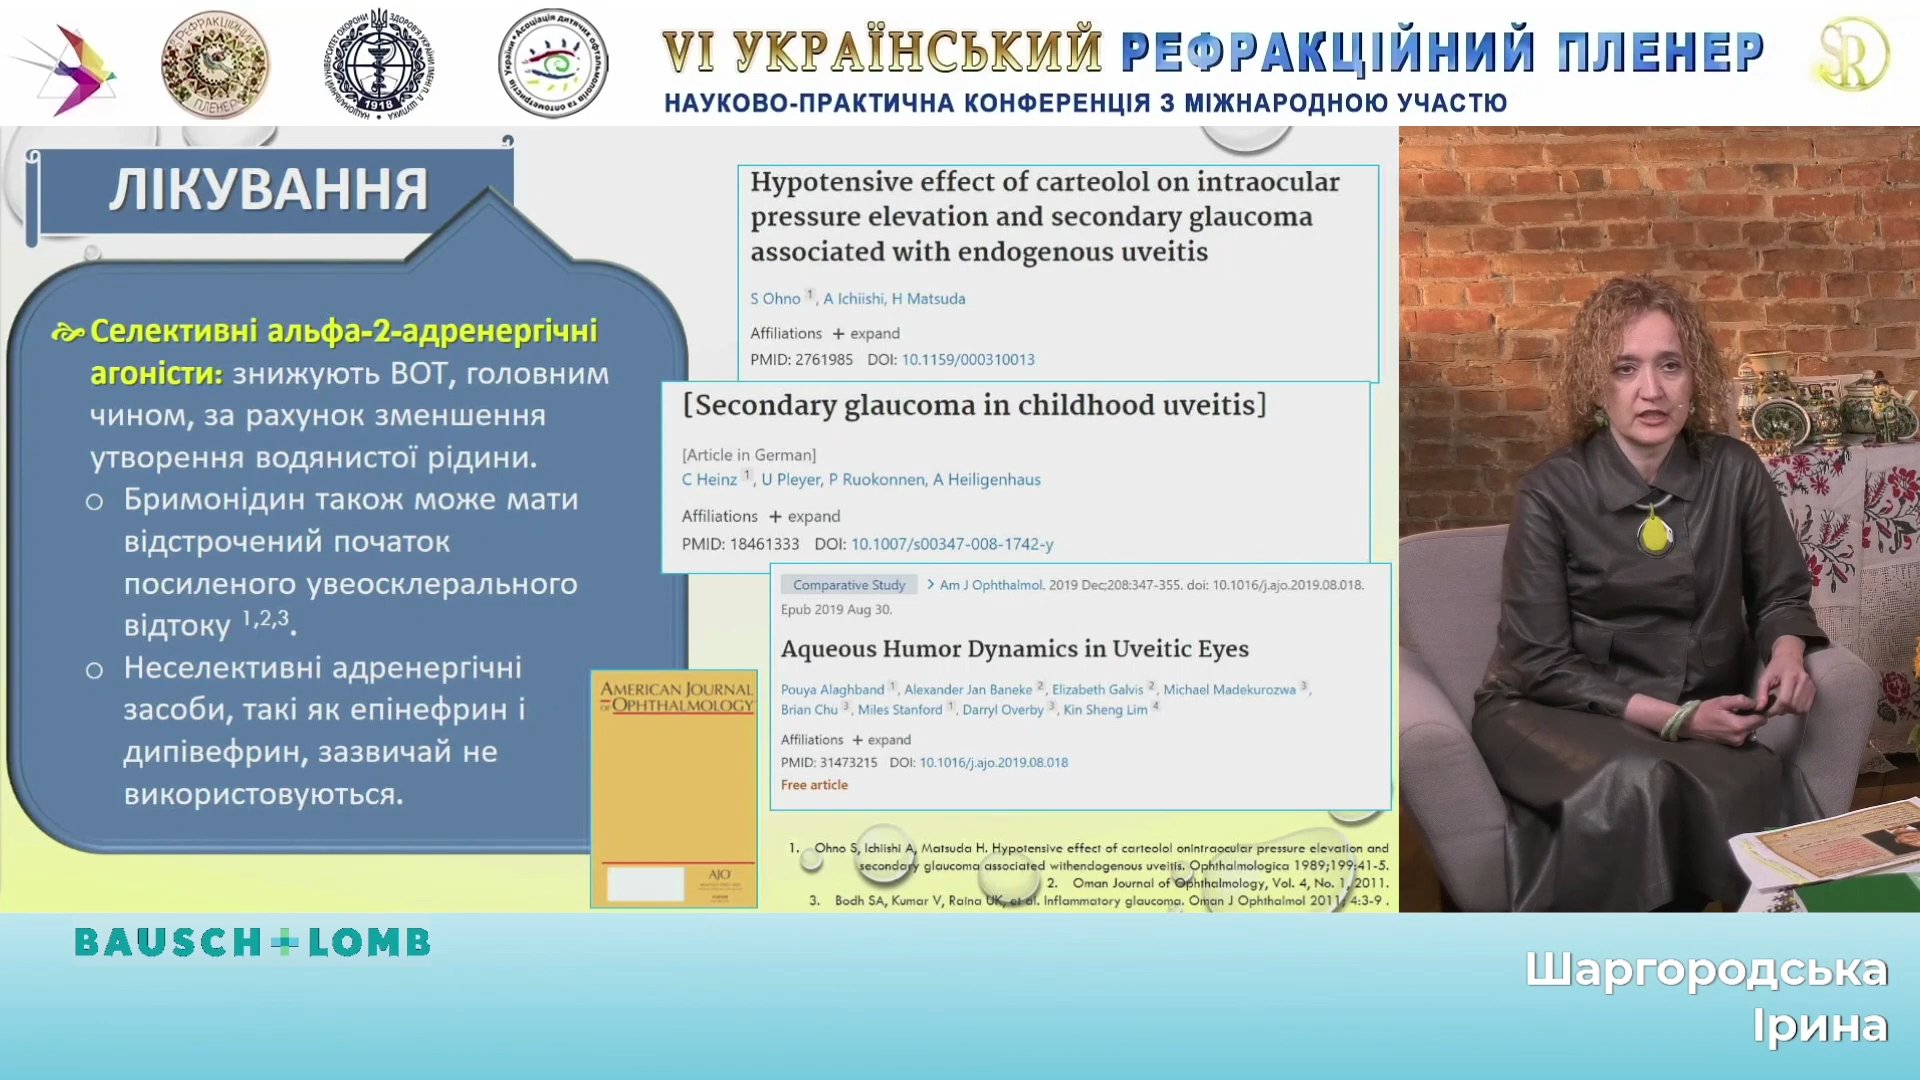 VI УКРАЇНСЬКИЙ РЕФРАКЦІЙНИЙ ПЛЕНЕР
НАУКОВО-ПРАКТИЧНА КОНФЕРЕНЦІЯ З МІЖНАРОДНОЮ УЧАСТЮ
1918
SR
ЛІКУВАННЯ
Селективні альфа-2-адренергічні
агоністи: знижують ВОТ, головним
чином, за рахунок зменшення
утворення водянистої рідини.
Бримонідин також може мати
відстрочений початок
посиленого увеосклерального
відтоку 1,2,3.
Неселективні адренергічні
засоби, такі як епінефрин і
дипівефрин, зазвичай не
використовуються.
Hypotensive effect of carteolol on intraocular
pressure elevation and secondary glaucoma
associated with endogenous uveitis
S Ohno 1, A Ichiishi, H Matsuda
Affiliations + expand
PMID: 2761985 DOI: 10.1159/000310013
[Secondary glaucoma in childhood uveitis]
[Article in German]
C Heinz 1, U Pleyer, P Ruokonnen, A Heiligenhaus
Affiliations + expand
PMID: 18461333 DOI: 10.1007/s00347-008-1742-y
Comparative Study > Am J Ophthalmol. 2019 Dec;208:347-355. doi: 10.1016/j.ajo.2019.08.018.
Epub 2019 Aug 30.
Aqueous Humor Dynamics in Uveitic Eyes
Pouya Alaghband 1, Alexander Jan Baneke 2, Elizabeth Galvis 2, Michael Madekurozwa 3,
Brian Chu 3, Miles Stanford 1, Darryl Overby 3, Kin Sheng Lim 4
Affiliations + expand
PMID: 31473215 DOI: 10.1016/j.ajo.2019.08.018
Free article
AMERICAN JOURNAL
OF OPHTHALMOLOGY
AJO
1. Ohno S, Ichiishi A, Matsuda H. Hypotensive effect of carteolol onintraocular pressure elevation and
secondary glaucoma associated withendogenous uveitis. Ophthalmologica 1989;199:41-5.
2. Oman Journal of Ophthalmology, Vol. 4, No. 1, 2011.
3. Bodh SA, Kumar V, Raina UK, et al. Inflammatory glaucoma. Oman J Ophthalmol 2011; 4:3-9 .
BAUSCH + LOMB
Шаргородська
Ірина